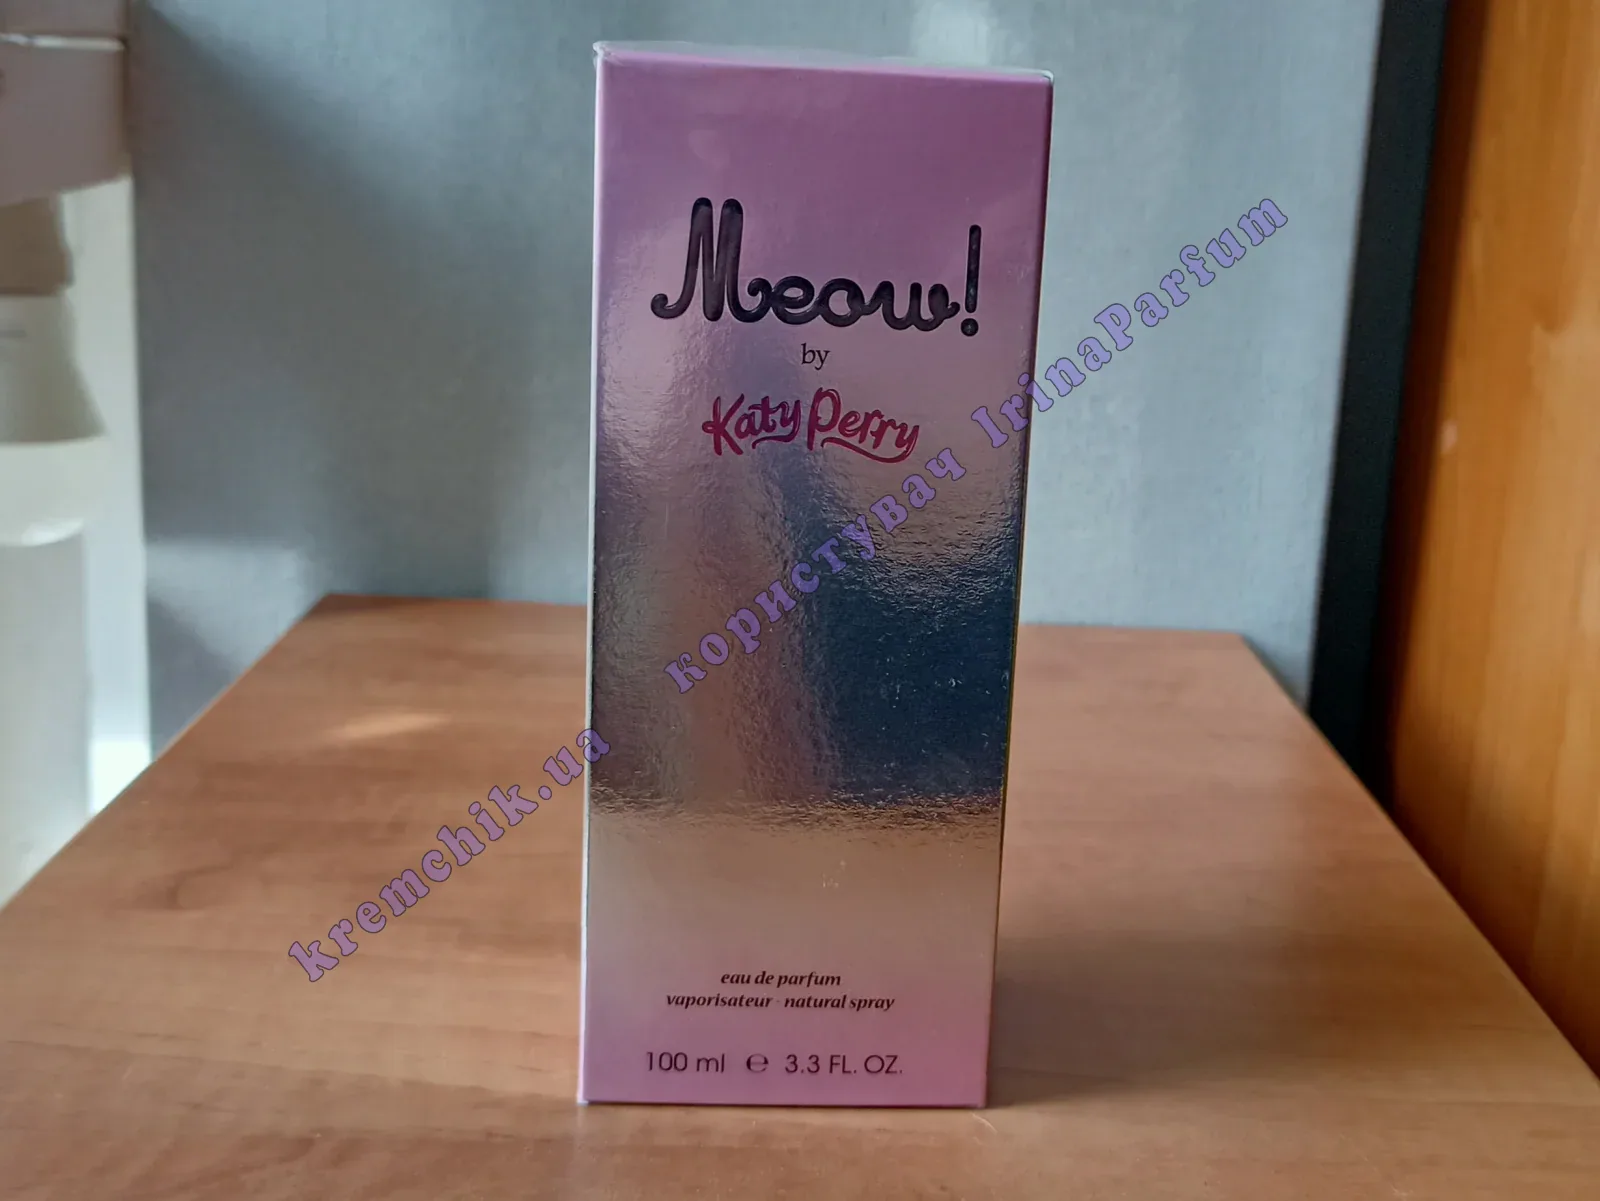 Meow!
by
Katy Perry
eau de parfum
vaporisateur · natural spray
100 ml ℮ 3.3 FL. OZ.
kremchik.ua користувач IrinaParfum